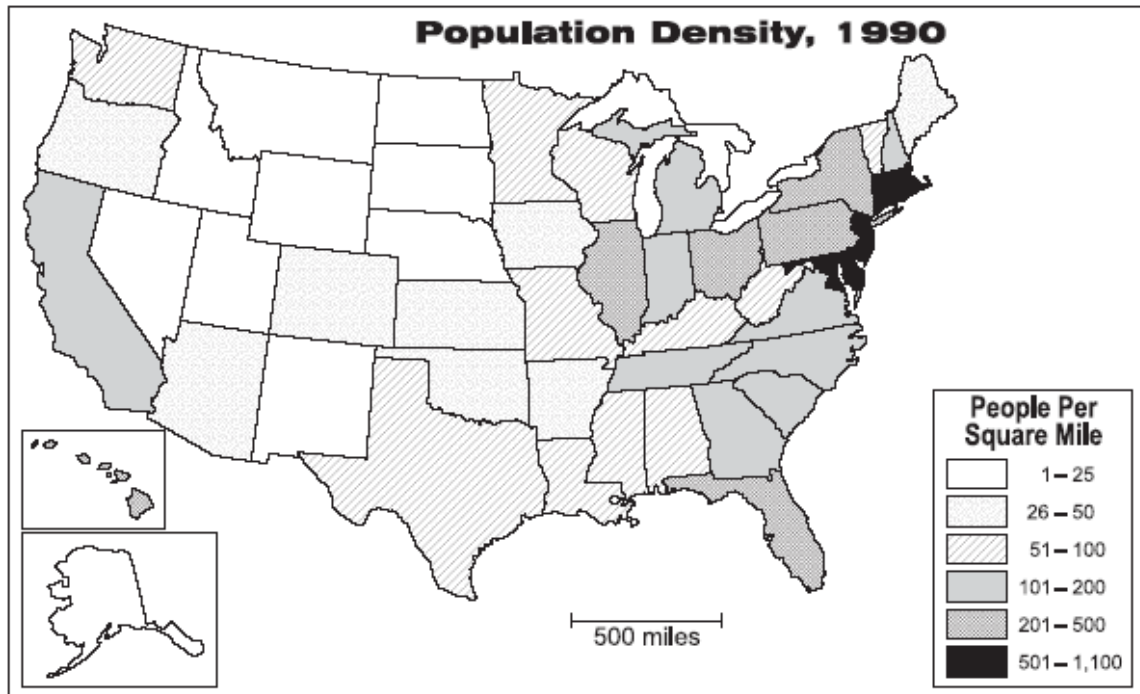 Population Density, 1990
People Per
Square Mile
1 – 25
26 – 50
51 – 100
101 – 200
201 – 500
501 – 1,100
500 miles